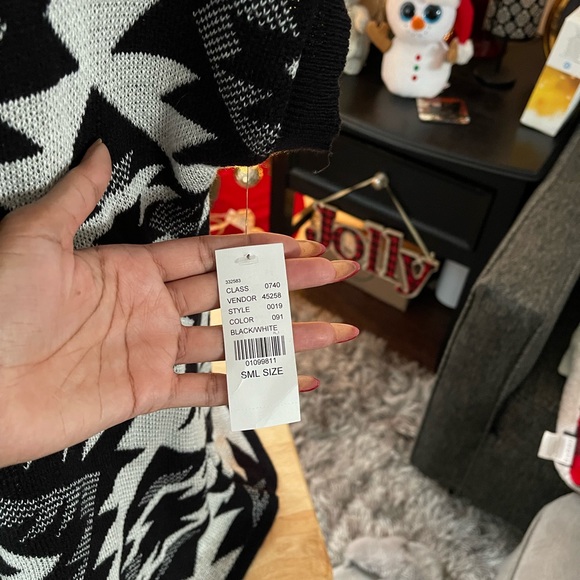 332583
CLASS 0740
VENDOR 45258
STYLE 0019
COLOR 091
BLACK/WHITE
01099811
SML SIZE
Jolly